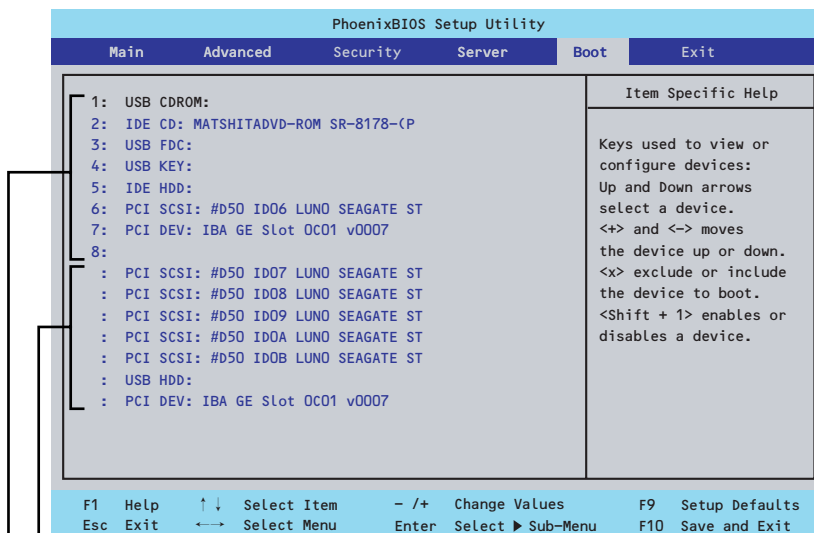 PhoenixBIOS Setup Utility
Main Advanced Security Server Boot Exit
1: USB CDROM:
2: IDE CD: MATSHITADVD-ROM SR-8178-(P
3: USB FDC:
4: USB KEY:
5: IDE HDD:
6: PCI SCSI: #D50 ID06 LUN0 SEAGATE ST
7: PCI DEV: IBA GE Slot 0C01 v0007
8:
: PCI SCSI: #D50 ID07 LUN0 SEAGATE ST
: PCI SCSI: #D50 ID08 LUN0 SEAGATE ST
: PCI SCSI: #D50 ID09 LUN0 SEAGATE ST
: PCI SCSI: #D50 ID0A LUN0 SEAGATE ST
: PCI SCSI: #D50 ID0B LUN0 SEAGATE ST
: USB HDD:
: PCI DEV: IBA GE Slot 0C01 v0007
Item Specific Help
Keys used to view or
configure devices:
Up and Down arrows
select a device.
<+> and <-> moves
the device up or down.
<x> exclude or include
the device to boot.
<Shift + 1> enables or
disables a device.
F1 Help ↑↓ Select Item - /+ Change Values F9 Setup Defaults
Esc Exit ←→ Select Menu Enter Select ▶ Sub-Menu F10 Save and Exit